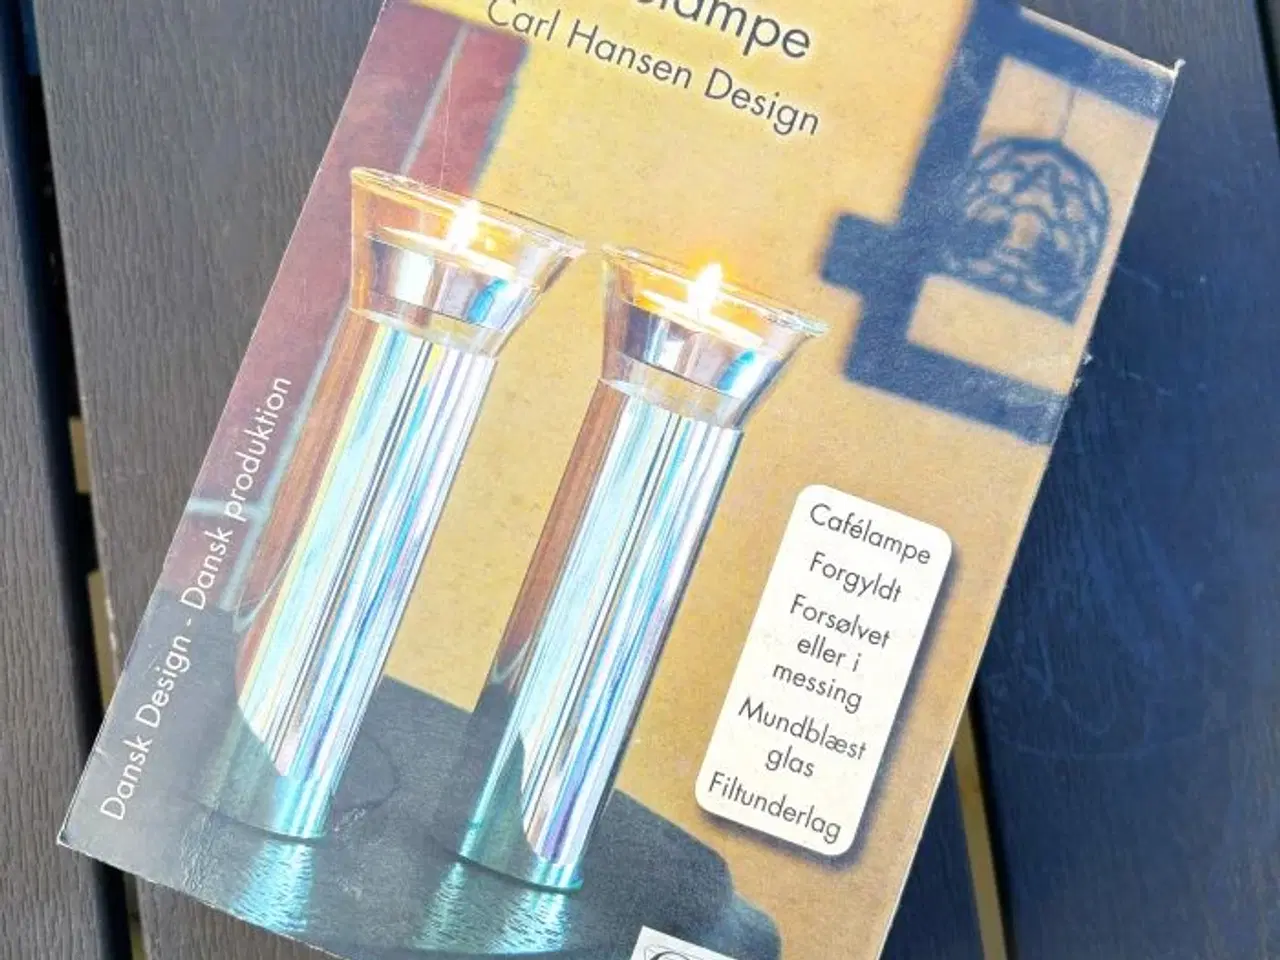 Carl Hansen Design
Dansk Design - Dansk produktion
Cafélampe
Forgyldt
Forsølvet
eller i
messing
Mundblæst
glas
Filtunderlag